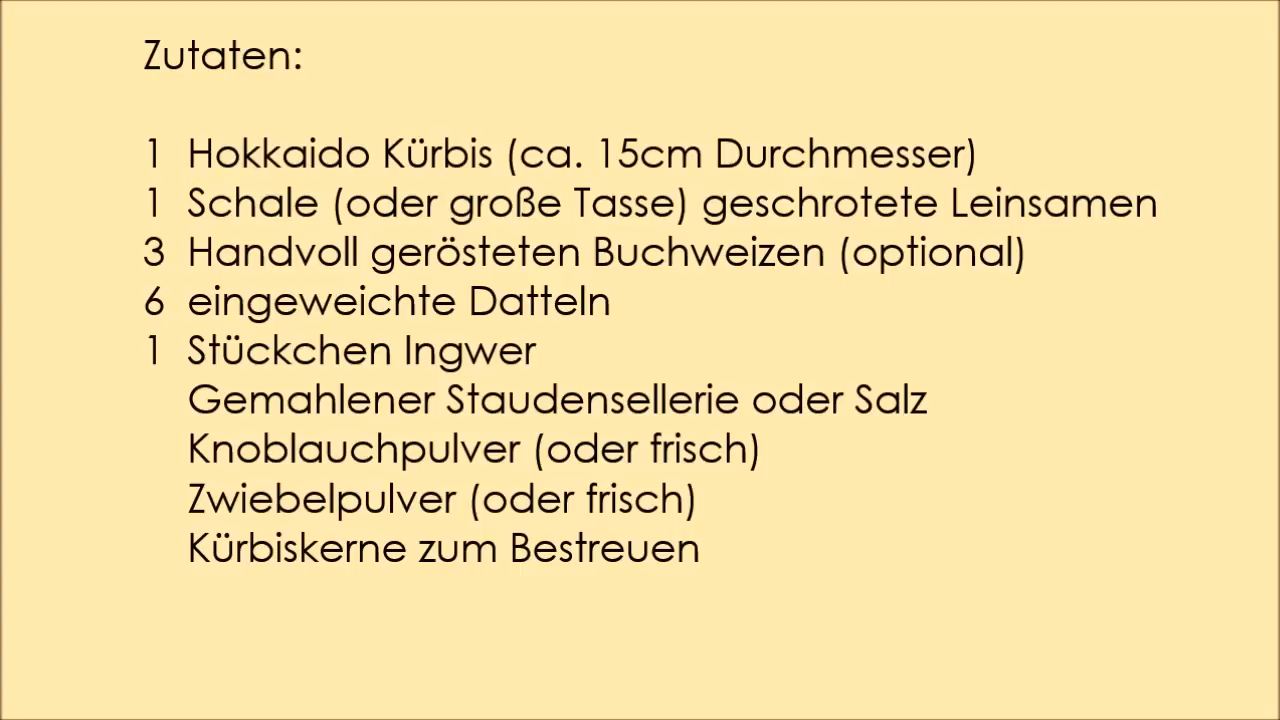 Zutaten:
1 Hokkaido Kürbis (ca. 15cm Durchmesser)
1 Schale (oder große Tasse) geschrotete Leinsamen
3 Handvoll gerösteten Buchweizen (optional)
6 eingeweichte Datteln
1 Stückchen Ingwer
Gemahlener Staudensellerie oder Salz
Knoblauchpulver (oder frisch)
Zwiebelpulver (oder frisch)
Kürbiskerne zum Bestreuen